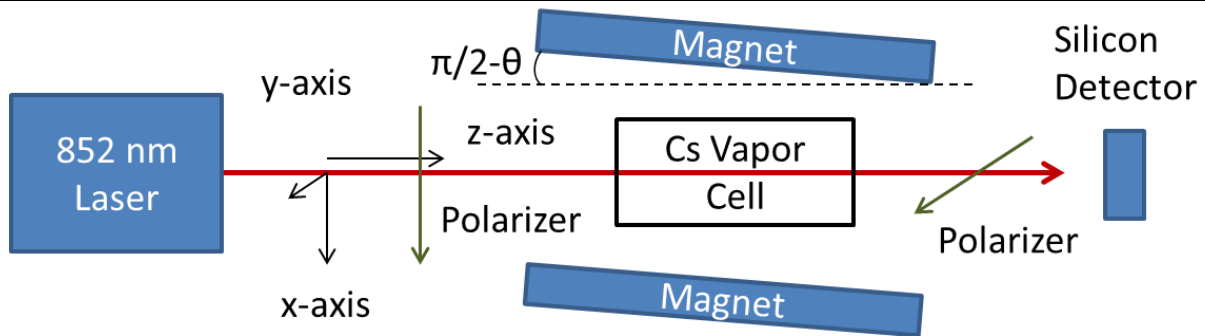 Magnet
Silicon
Detector
π/2-θ
y-axis
z-axis
852 nm
Laser
Cs Vapor
Cell
Polarizer
Polarizer
x-axis
Magnet